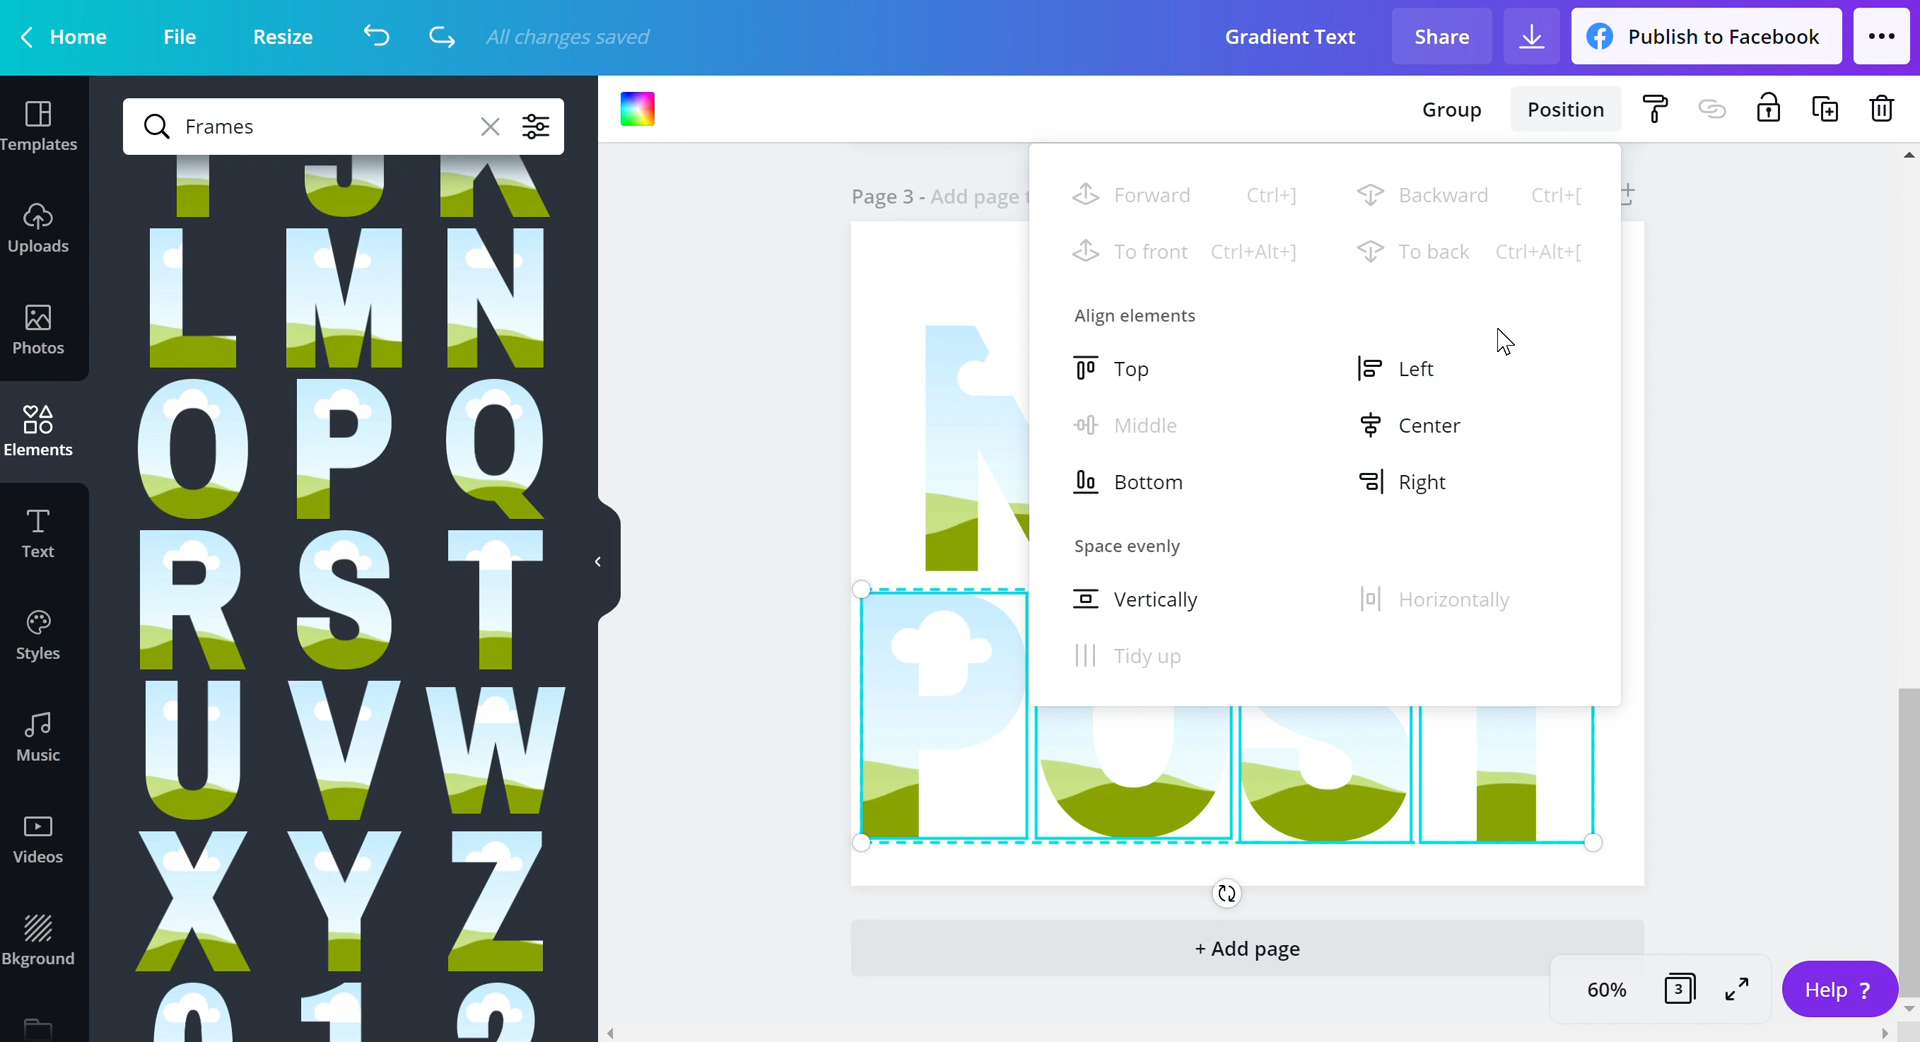 Home
File
Resize
All changes saved
Gradient Text
Share
Publish to Facebook
Templates
Uploads
Photos
Elements
Text
Styles
Music
Videos
Bkground
Frames
L M N
O P Q
R S T
U V W
X Y Z
Group
Position
Page 3 - Add page t
Forward Ctrl+]
Backward Ctrl+[
To front Ctrl+Alt+]
To back Ctrl+Alt+[
Align elements
Top
Left
Middle
Center
Bottom
Right
Space evenly
Vertically
Horizontally
Tidy up
+ Add page
60%
3
Help ?